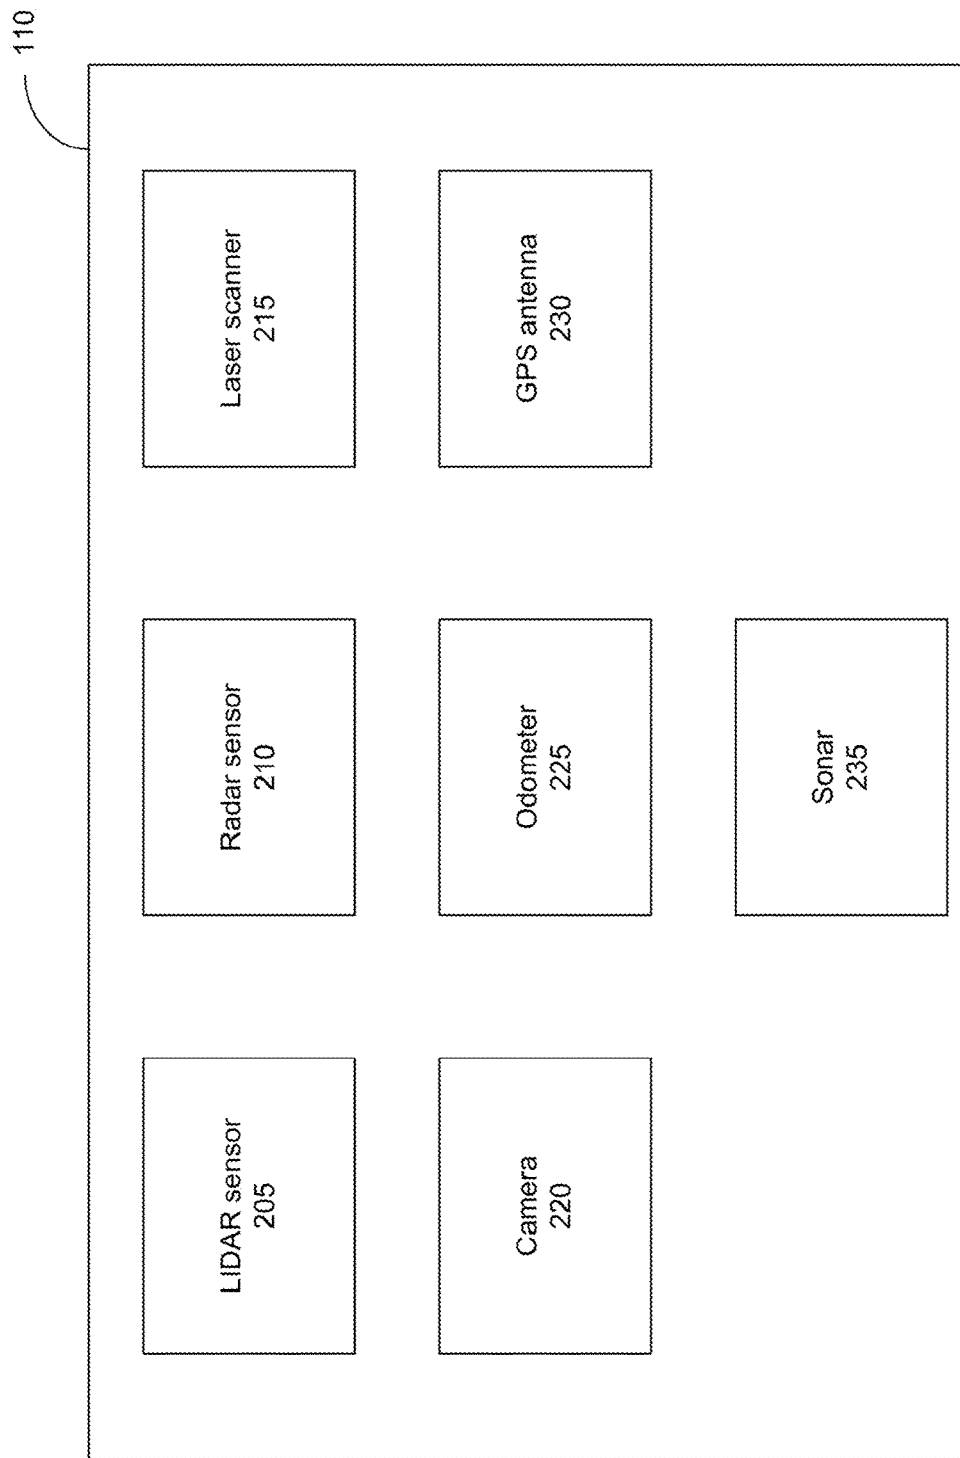 110
LIDAR sensor
205
Radar sensor
210
Laser scanner
215
Camera
220
Odometer
225
GPS antenna
230
Sonar
235